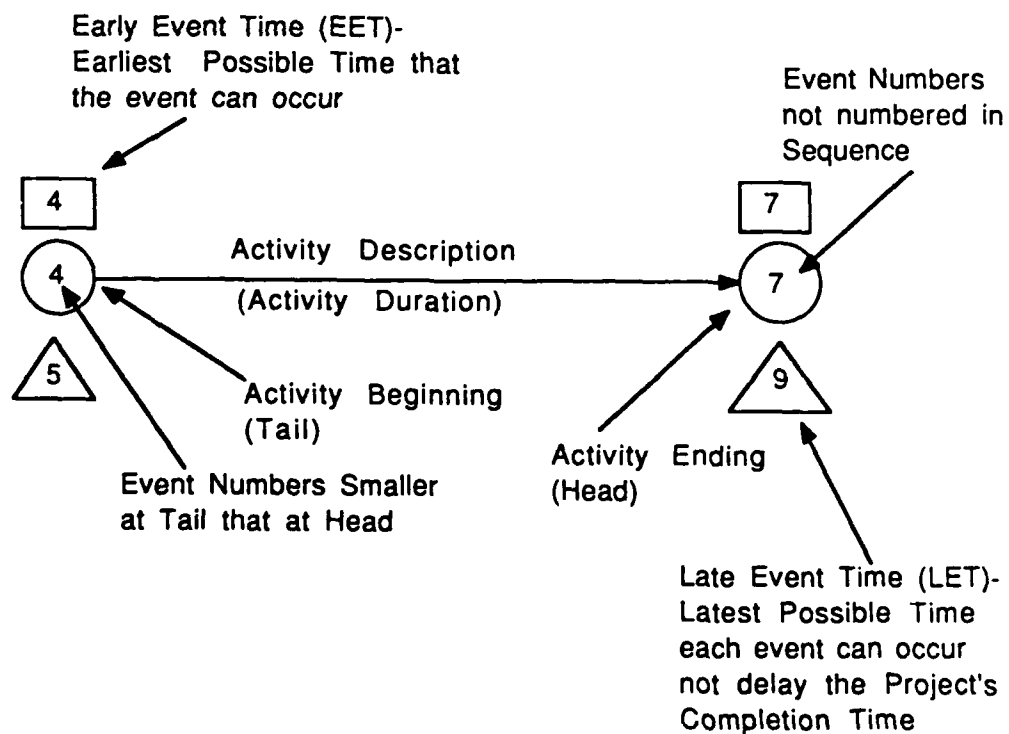 Early Event Time (EET)-
Earliest Possible Time that
the event can occur
Event Numbers
not numbered in
Sequence
4
7
Activity Description
4
7
(Activity Duration)
5
9
Activity Beginning
(Tail)
Activity Ending
(Head)
Event Numbers Smaller
at Tail that at Head
Late Event Time (LET)-
Latest Possible Time
each event can occur
not delay the Project's
Completion Time